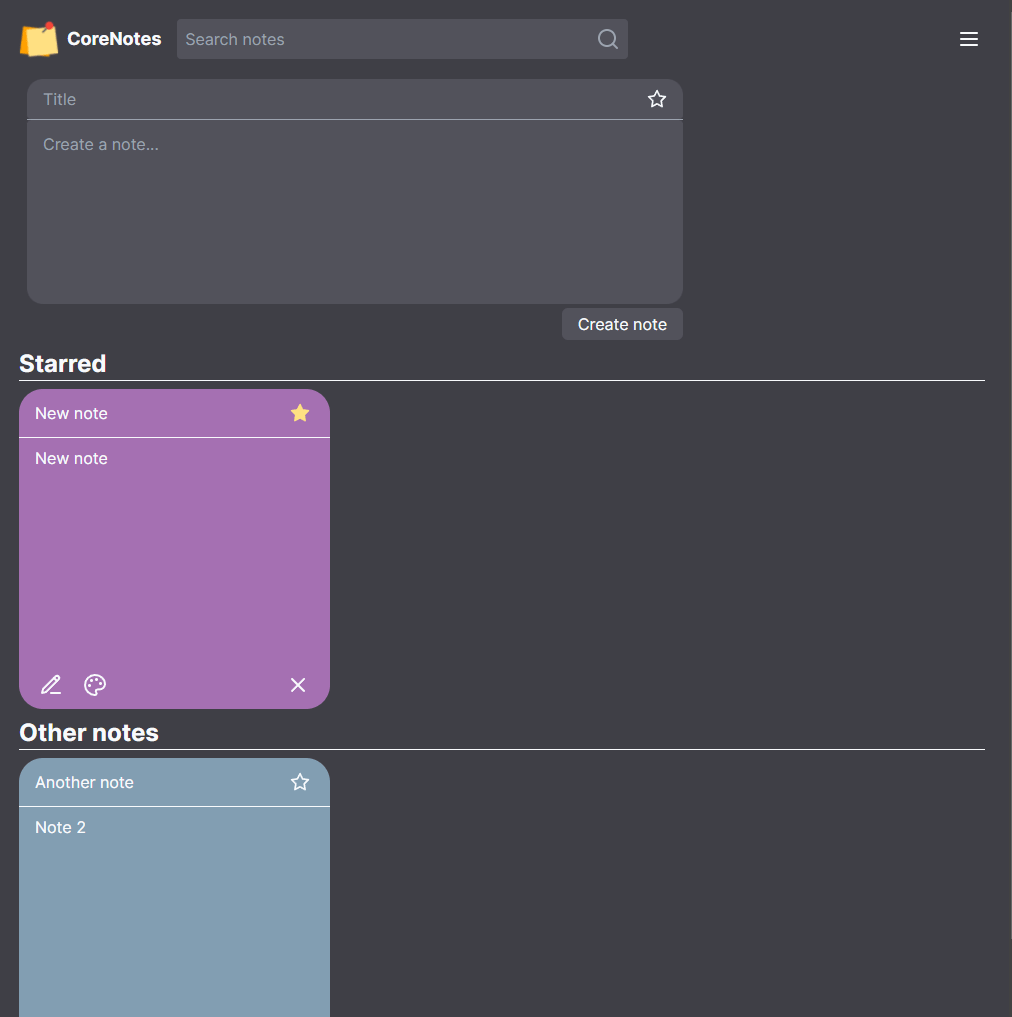 CoreNotes
Search notes
Title
Create a note...
Create note
Starred
New note
New note
Other notes
Another note
Note 2